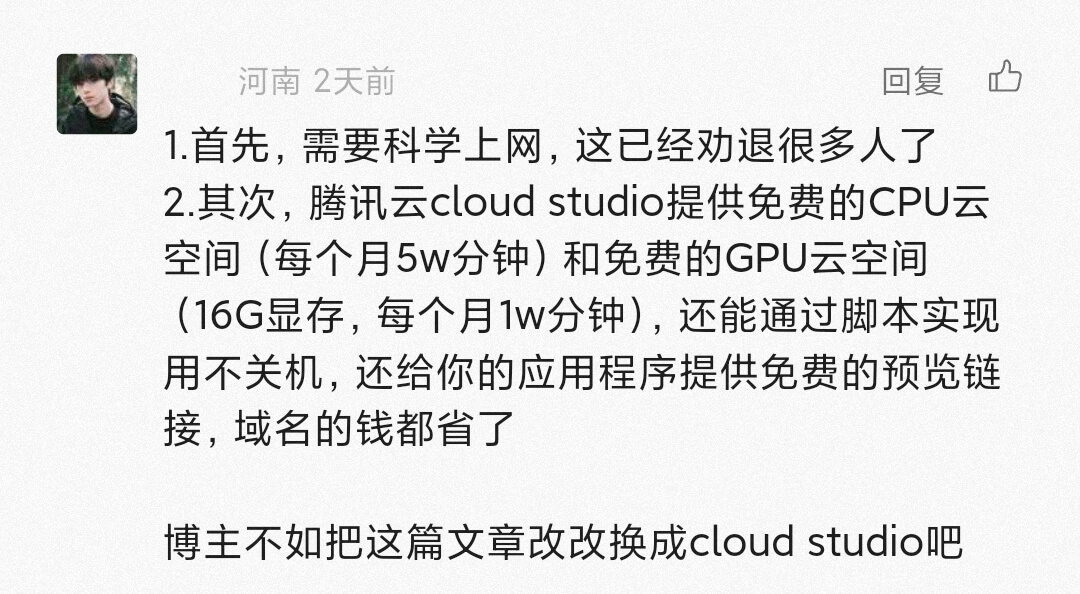 河南 2天前 回复
1.首先，需要科学上网，这已经劝退很多人了
2.其次，腾讯云cloud studio提供免费的CPU云
空间（每个月5w分钟）和免费的GPU云空间
（16G显存，每个月1w分钟），还能通过脚本实现
用不关机，还给你的应用程序提供免费的预览链
接，域名的钱都省了
博主不如把这篇文章改改换成cloud studio吧